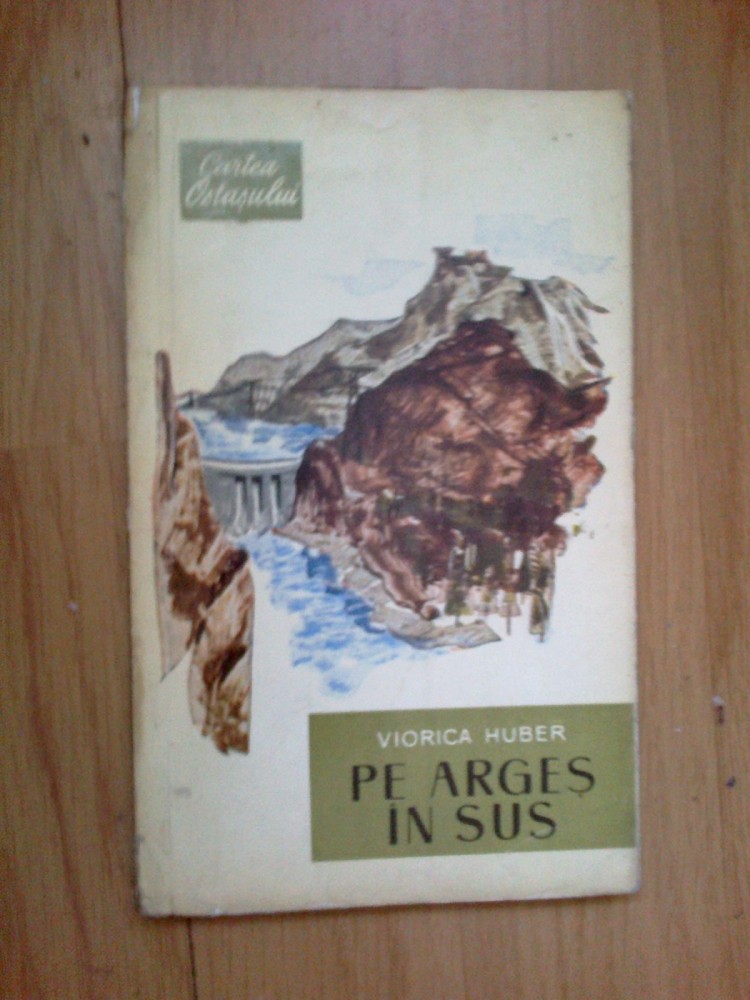 Cartea
Ostașului
VIORICA HUBER
PE ARGEȘ
ÎN SUS